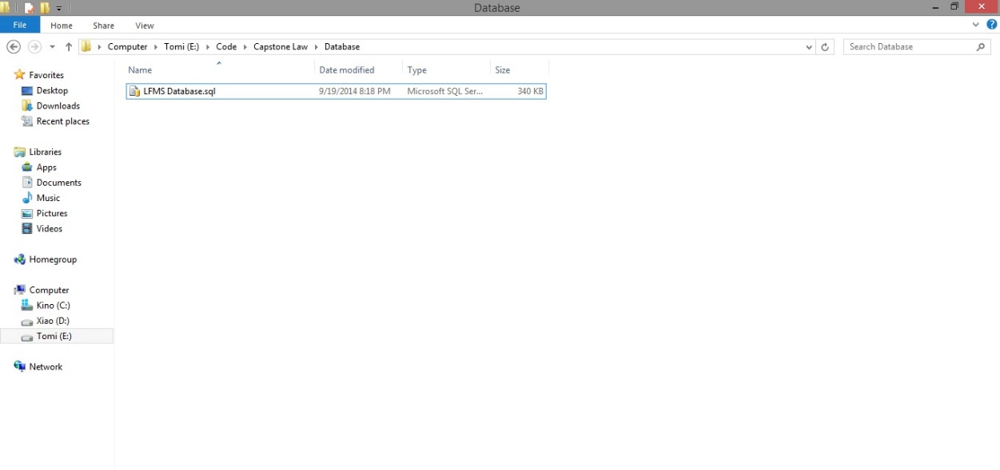 Database
File Home Share View
Computer Tomi (E:) Code Capstone Law Database
Search Database
Name Date modified Type Size
LFMS Database.sql 9/19/2014 8:18 PM Microsoft SQL Ser... 340 KB
Favorites
Desktop
Downloads
Recent places
Libraries
Apps
Documents
Music
Pictures
Videos
Homegroup
Computer
Kino (C:)
Xiao (D:)
Tomi (E:)
Network